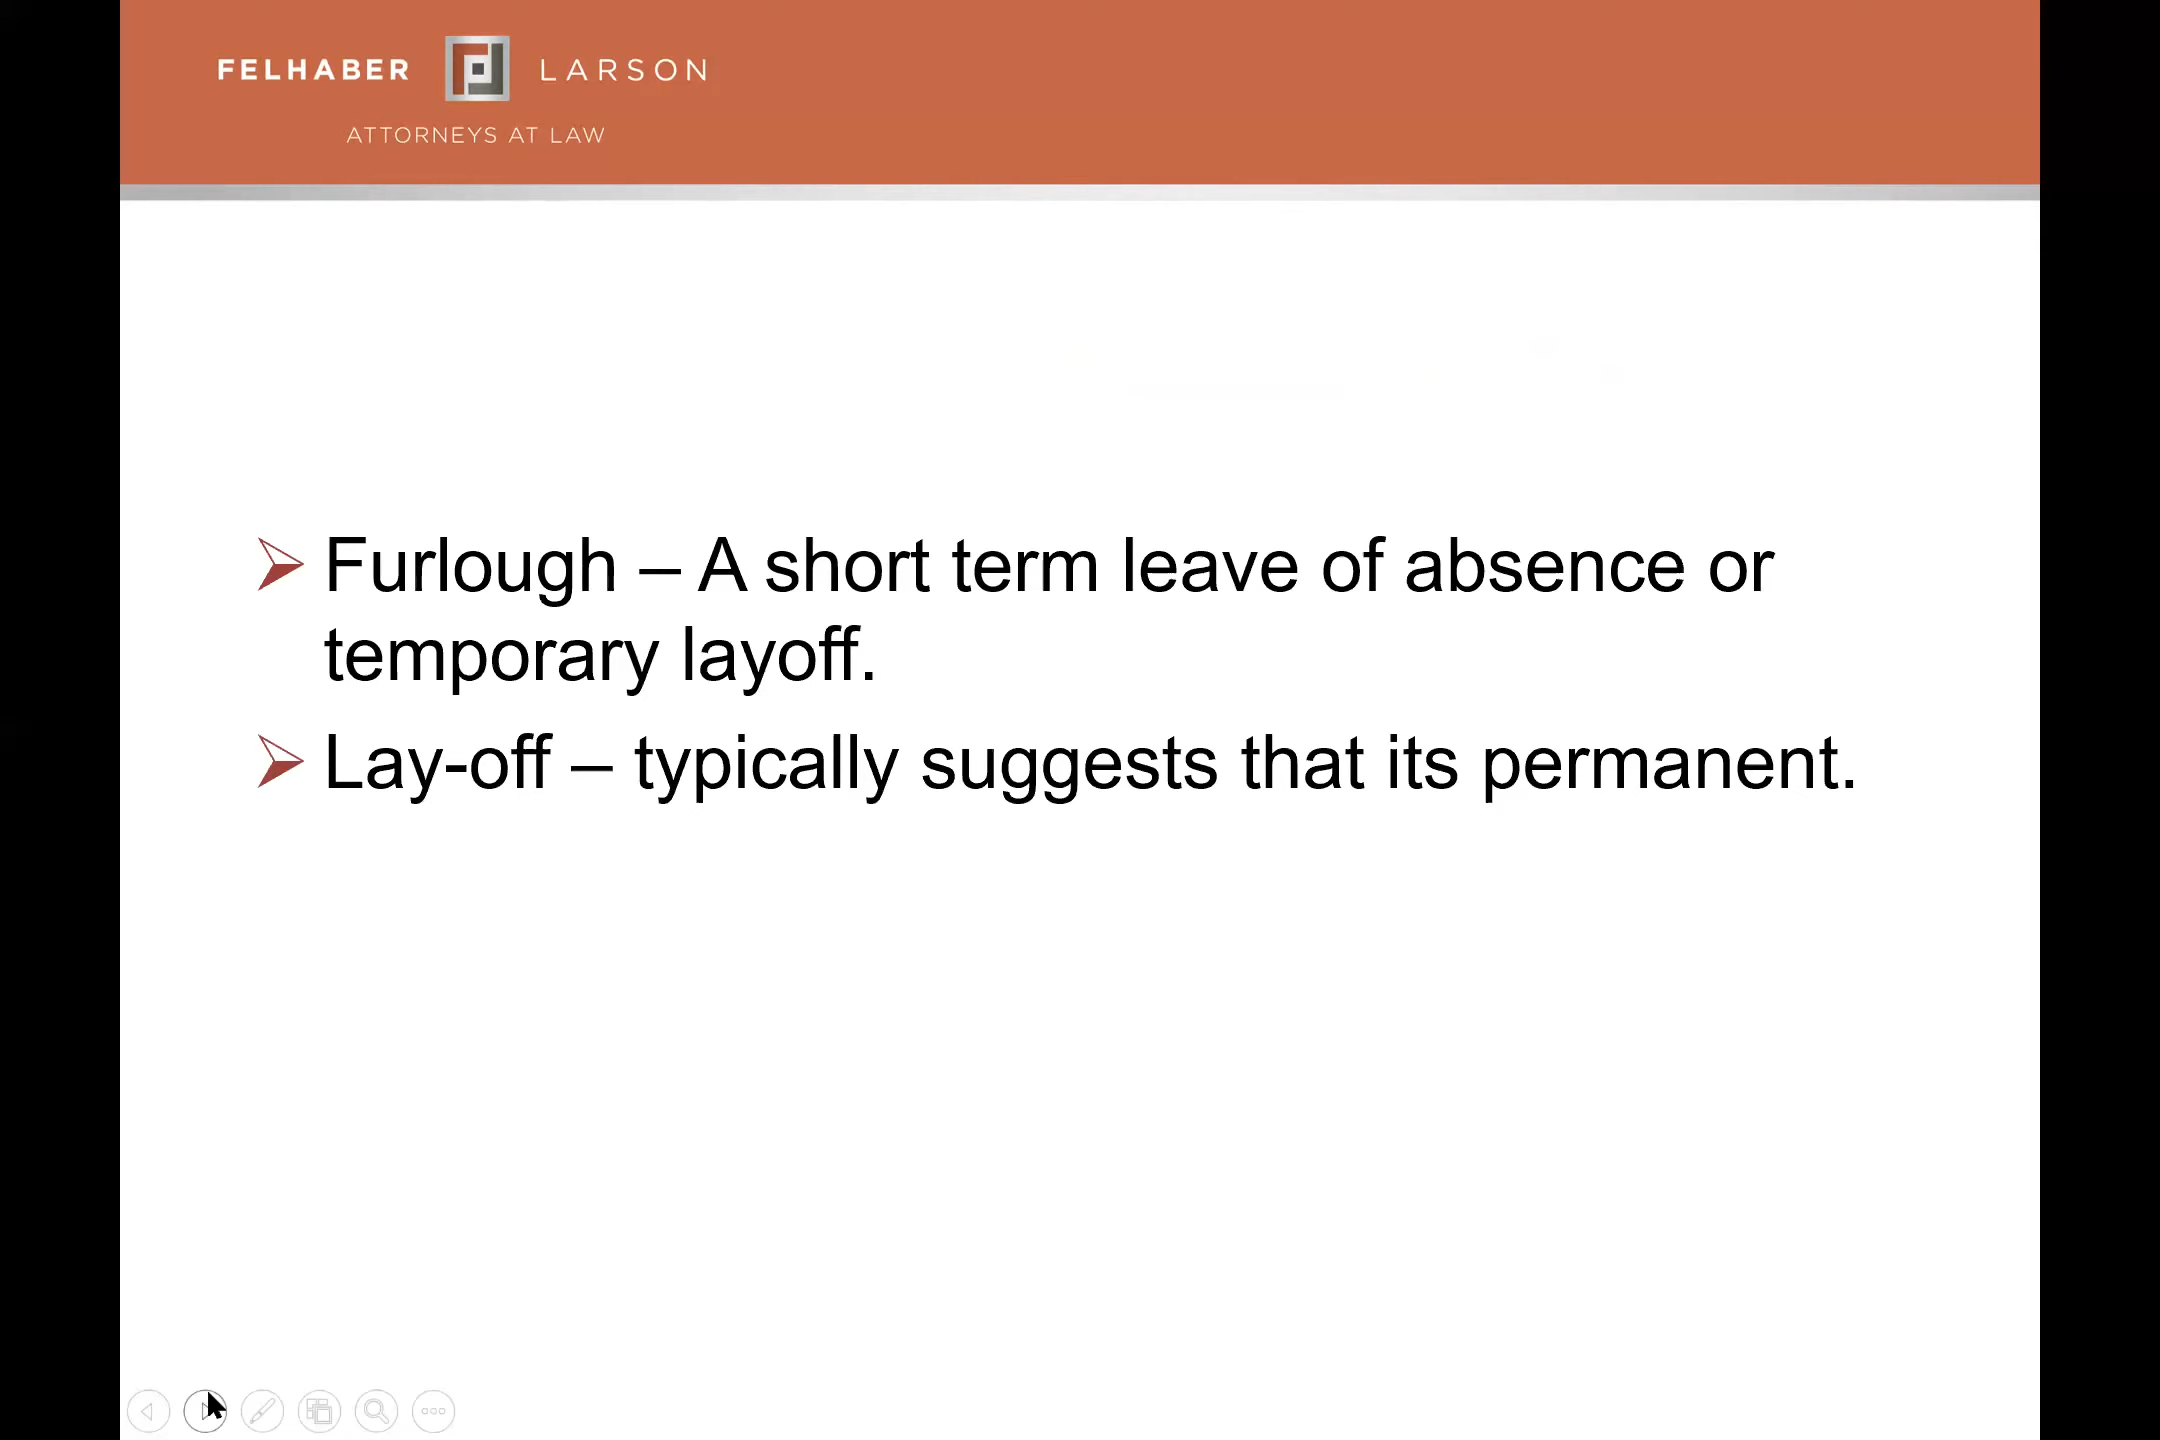 FELHABER LARSON
ATTORNEYS AT LAW
Furlough – A short term leave of absence or
temporary layoff.
Lay-off – typically suggests that its permanent.